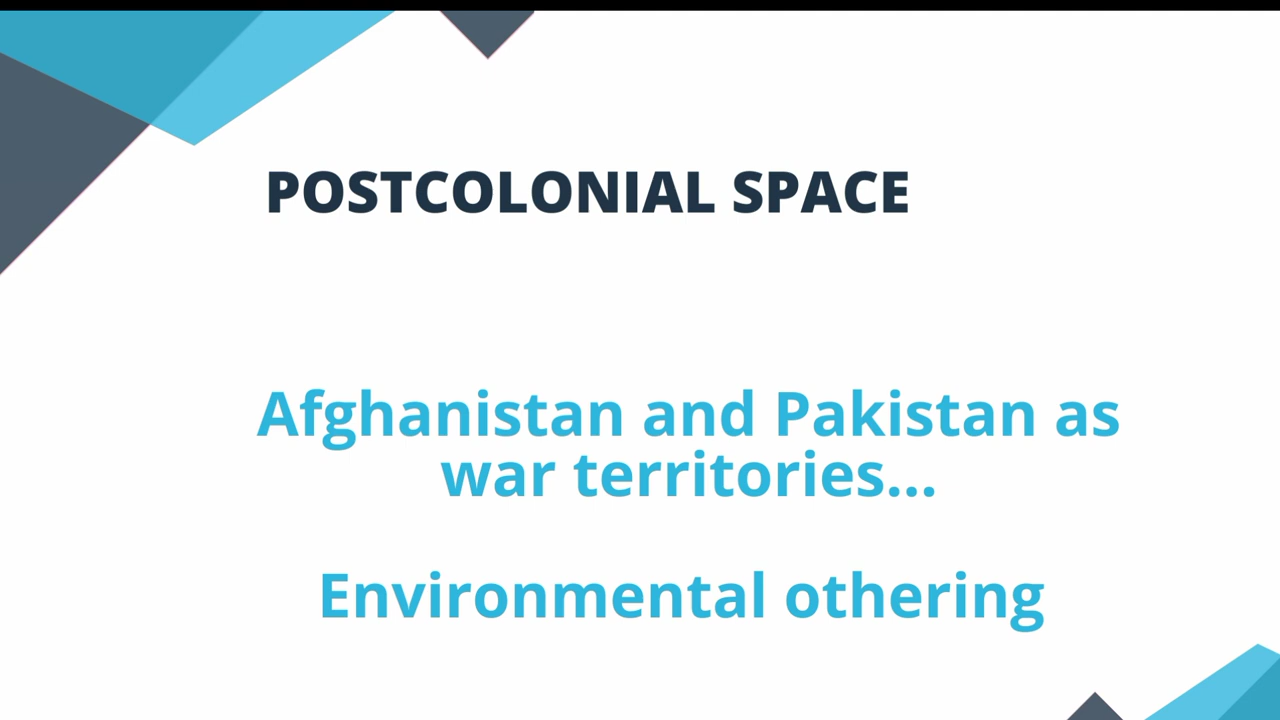 POSTCOLONIAL SPACE
Afghanistan and Pakistan as
war territories...
Environmental othering